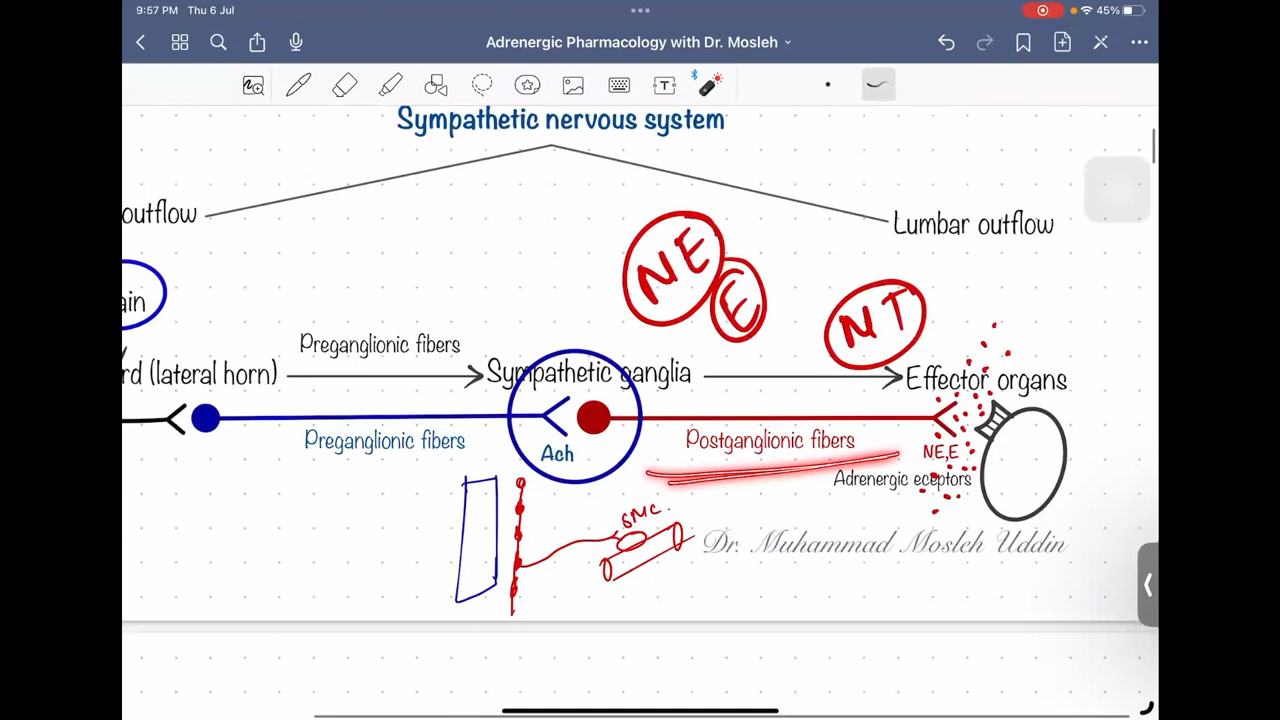 9:57 PM Thu 6 Jul
45%
Adrenergic Pharmacology with Dr. Mosleh
T
Sympathetic nervous system
outflow
Lumbar outflow
NE
E
NT
ain
Preganglionic fibers
rd (lateral horn)
Sympathetic ganglia
Effector organs
Preganglionic fibers
Ach
Postganglionic fibers
NE,E
Adrenergic eceptors
SMC.
Dr. Muhammad Mosleh Uddin